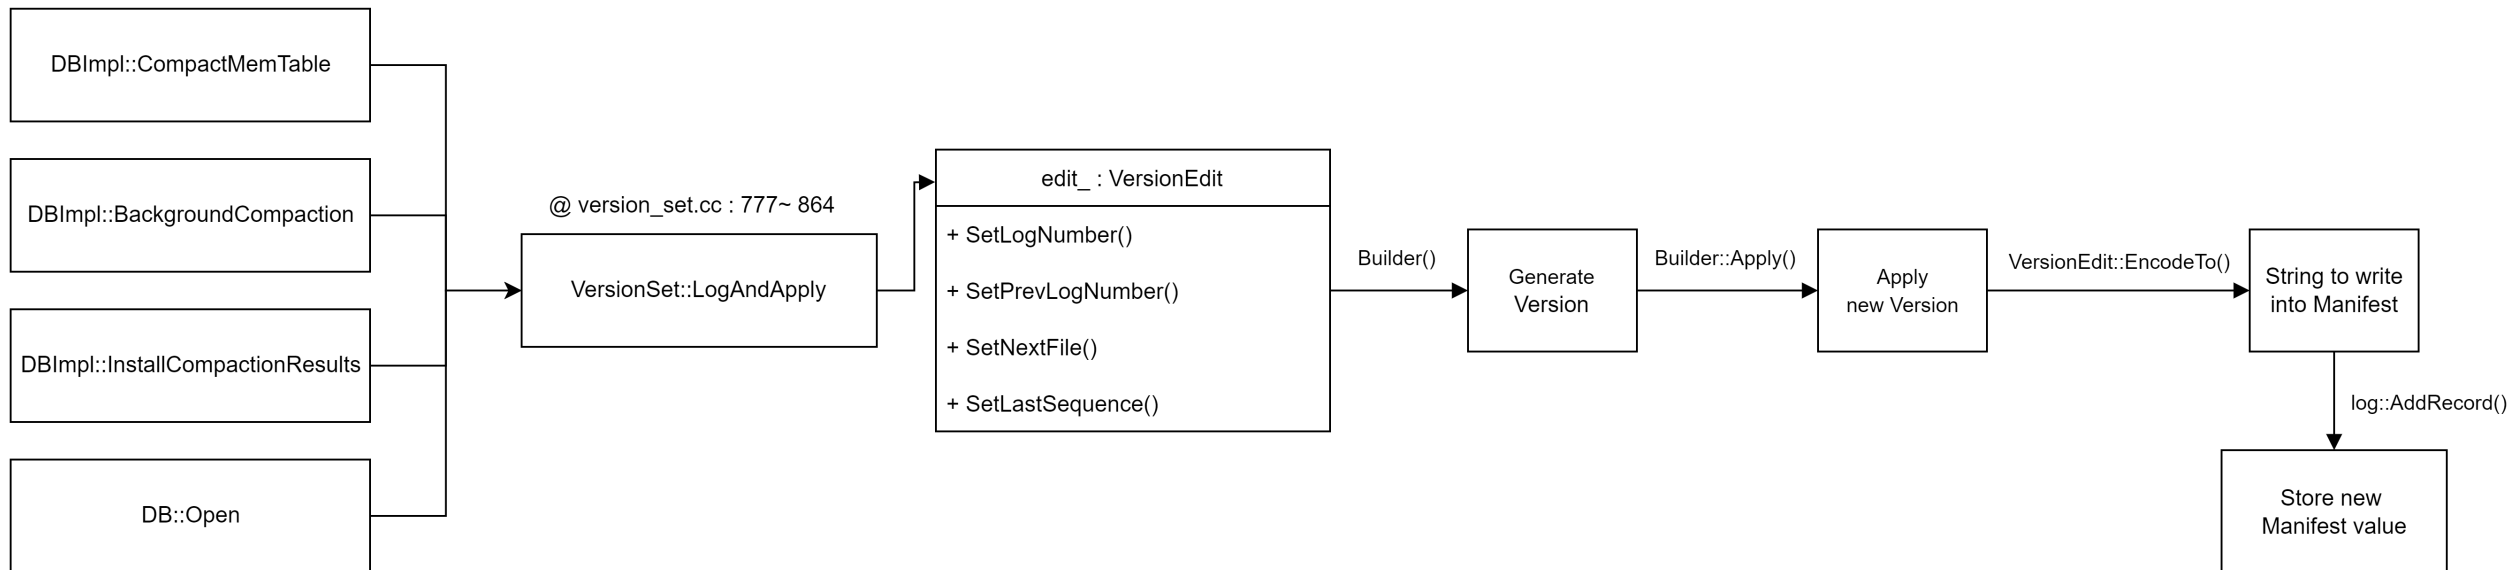 DBImpl::CompactMemTable
DBImpl::BackgroundCompaction
DBImpl::InstallCompactionResults
DB::Open
@ version_set.cc : 777~ 864
VersionSet::LogAndApply
edit_ : VersionEdit
+ SetLogNumber()
+ SetPrevLogNumber()
+ SetNextFile()
+ SetLastSequence()
Builder()
Generate
Version
Builder::Apply()
Apply
new Version
VersionEdit::EncodeTo()
String to write
into Manifest
log::AddRecord()
Store new
Manifest value